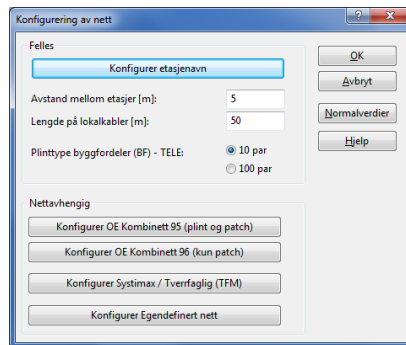 Konfigurering av nett
Felles
Konfigurer etasjenavn
Avstand mellom etasjer [m]: 5
Lengde på lokalkabler [m]: 50
Plinttype byggfordeler (BF) - TELE: 10 par
100 par
Nettavhengig
Konfigurer OE Kombinett 95 (plint og patch)
Konfigurer OE Kombinett 96 (kun patch)
Konfigurer Systimax / Tverrfaglig (TFM)
Konfigurer Egendefinert nett
OK
Avbryt
Normalverdier
Hjelp